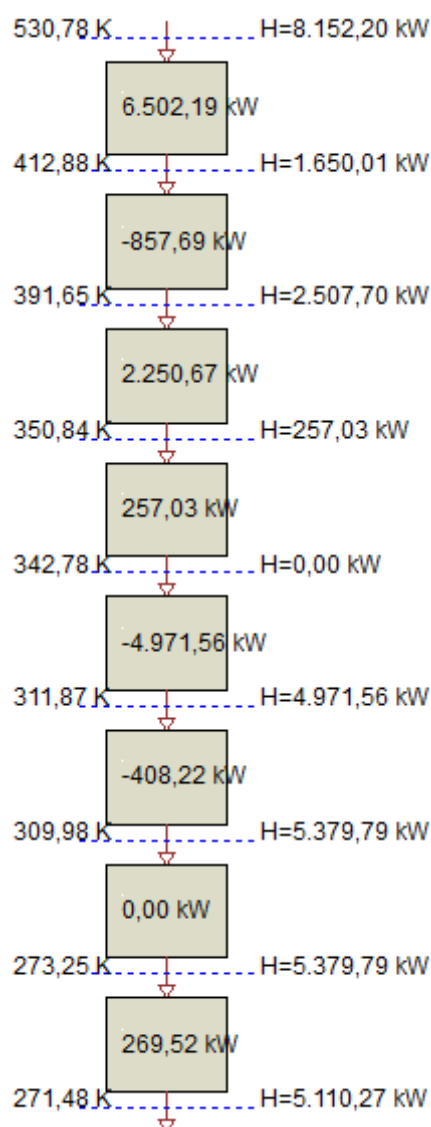 530,78 K H=8.152,20 kW
6.502,19 kW
412,88 K H=1.650,01 kW
-857,69 kW
391,65 K H=2.507,70 kW
2.250,67 kW
350,84 K H=257,03 kW
257,03 kW
342,78 K H=0,00 kW
-4.971,56 kW
311,87 K H=4.971,56 kW
-408,22 kW
309,98 K H=5.379,79 kW
0,00 kW
273,25 K H=5.379,79 kW
269,52 kW
271,48 K H=5.110,27 kW